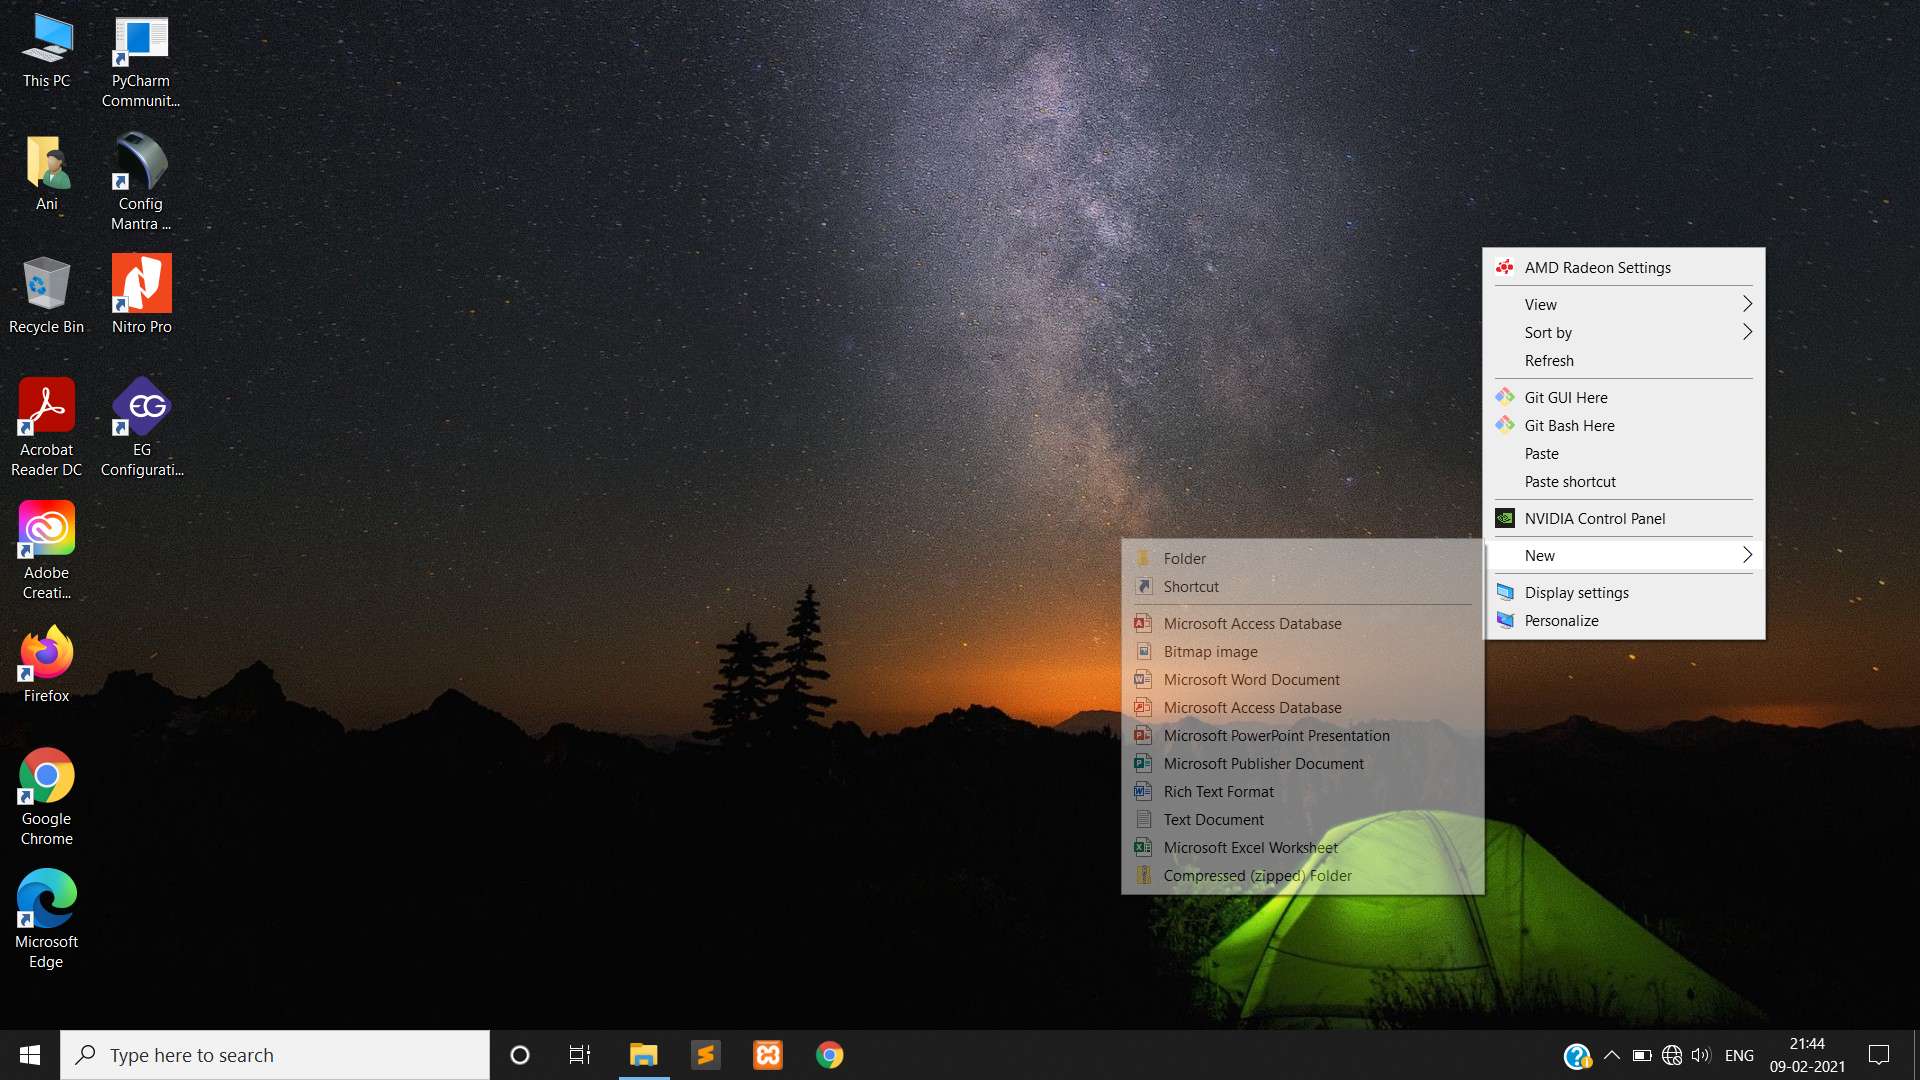 This PC
PyCharm
Communit...
Ani
Config
Mantra ...
Recycle Bin
Nitro Pro
Acrobat
Reader DC
EG
EG
Configurati...
Adobe
Creati...
Firefox
Google
Chrome
Microsoft
Edge
AMD Radeon Settings
View
Sort by
Refresh
Git GUI Here
Git Bash Here
Paste
Paste shortcut
NVIDIA Control Panel
New
Display settings
Personalize
Folder
Shortcut
Microsoft Access Database
Bitmap image
Microsoft Word Document
Microsoft Access Database
Microsoft PowerPoint Presentation
Microsoft Publisher Document
Rich Text Format
Text Document
Microsoft Excel Worksheet
Compressed (zipped) Folder
Type here to search
ENG
21:44
09-02-2021